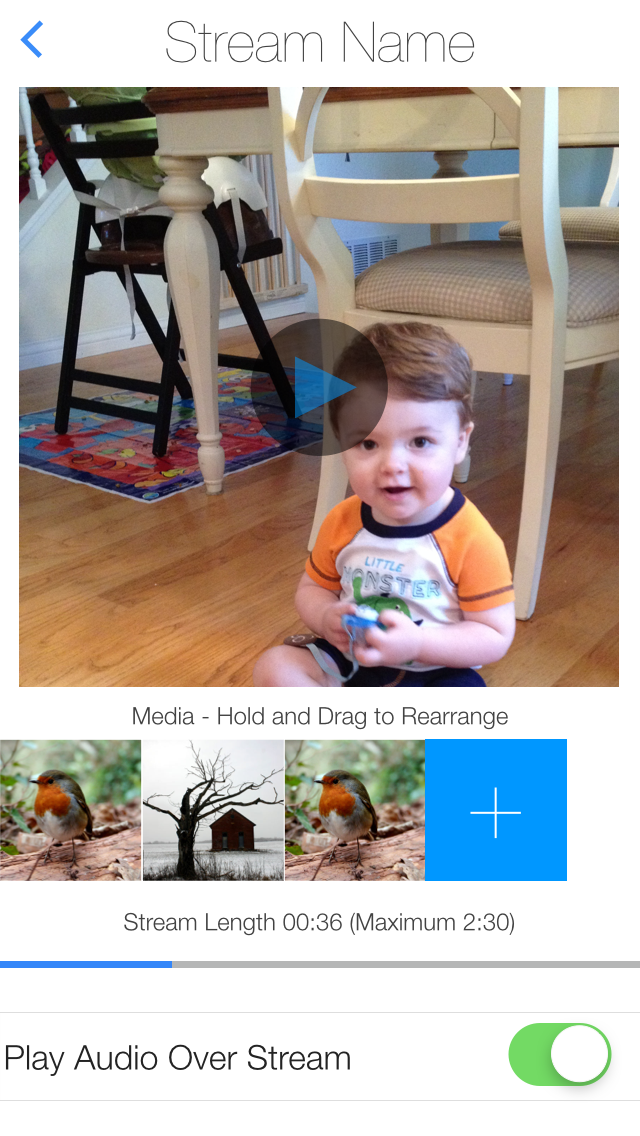 Stream Name
LITTLE
MONSTER
Media - Hold and Drag to Rearrange
Stream Length 00:36 (Maximum 2:30)
Play Audio Over Stream